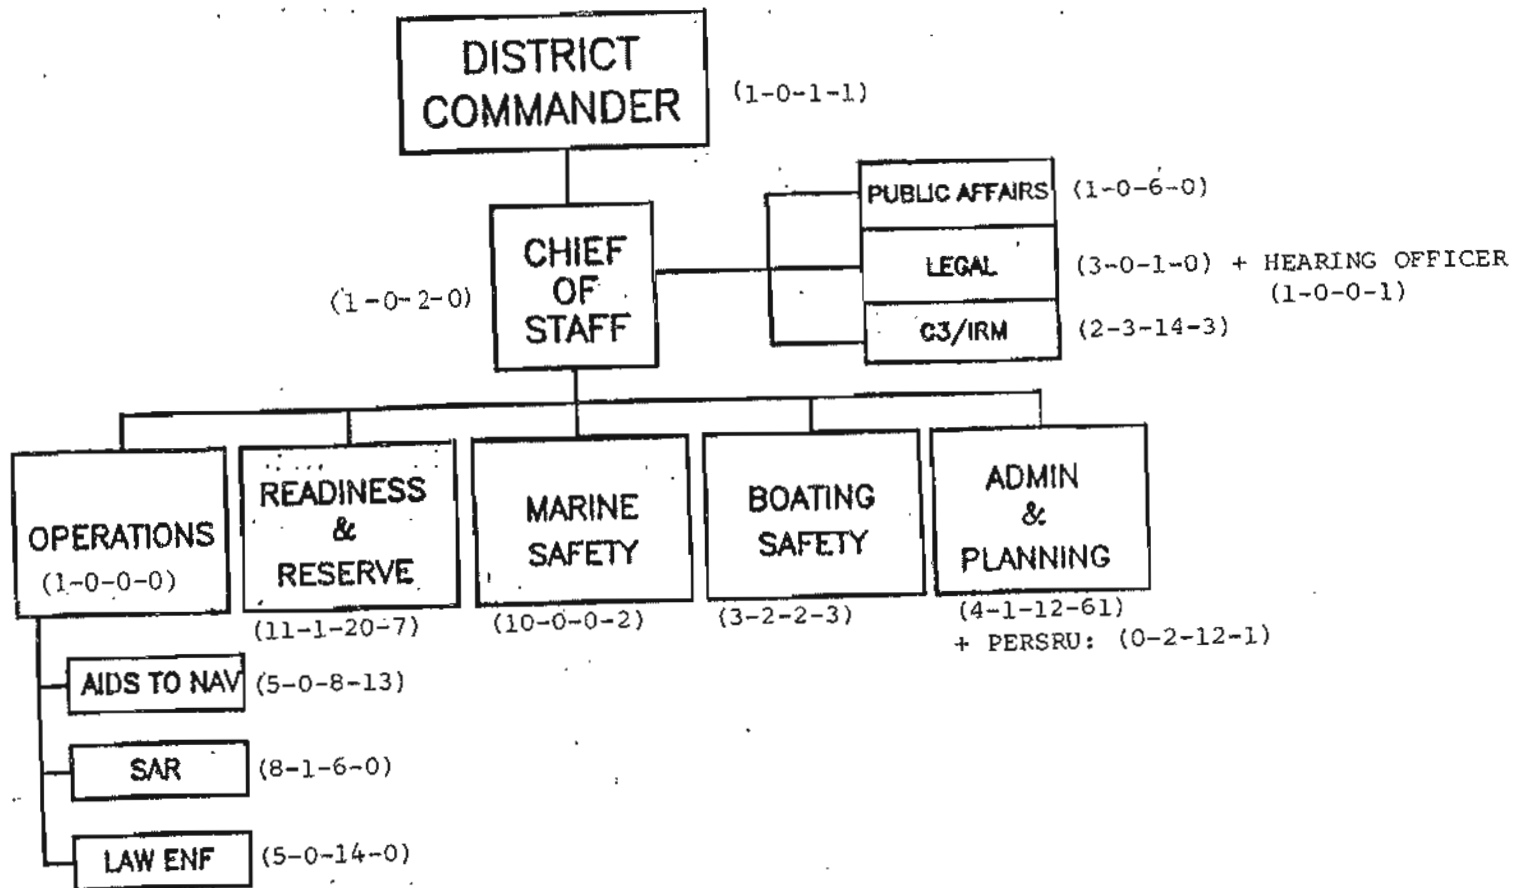 DISTRICT
COMMANDER
(1-0-1-1)
CHIEF
OF
STAFF
(1-0-2-0)
PUBLIC AFFAIRS
(1-0-6-0)
LEGAL
(3-0-1-0) + HEARING OFFICER
(1-0-0-1)
C3/IRM
(2-3-14-3)
OPERATIONS
(1-0-0-0)
READINESS
&
RESERVE
(11-1-20-7)
MARINE
SAFETY
(10-0-0-2)
BOATING
SAFETY
(3-2-2-3)
ADMIN
&
PLANNING
(4-1-12-61)
+ PERSRU: (0-2-12-1)
AIDS TO NAV
(5-0-8-13)
SAR
(8-1-6-0)
LAW ENF
(5-0-14-0)